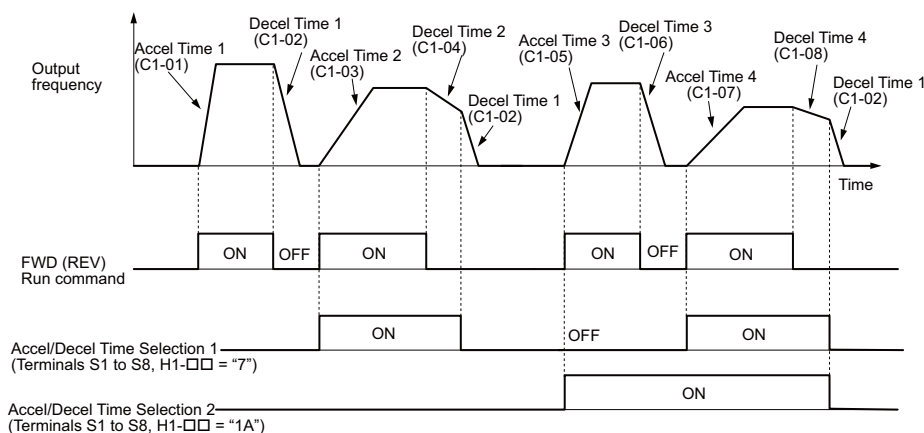 Accel Time 1
(C1-01)
Decel Time 1
(C1-02)
Accel Time 2
(C1-03)
Decel Time 2
(C1-04)
Decel Time 1
(C1-02)
Accel Time 3
(C1-05)
Decel Time 3
(C1-06)
Accel Time 4
(C1-07)
Decel Time 4
(C1-08)
Decel Time 1
(C1-02)
Output
frequency
Time
FWD (REV)
Run command
ON
OFF
ON
ON
OFF
ON
Accel/Decel Time Selection 1
(Terminals S1 to S8, H1-□□ = “7”)
ON
OFF
ON
Accel/Decel Time Selection 2
(Terminals S1 to S8, H1-□□ = “1A”)
ON